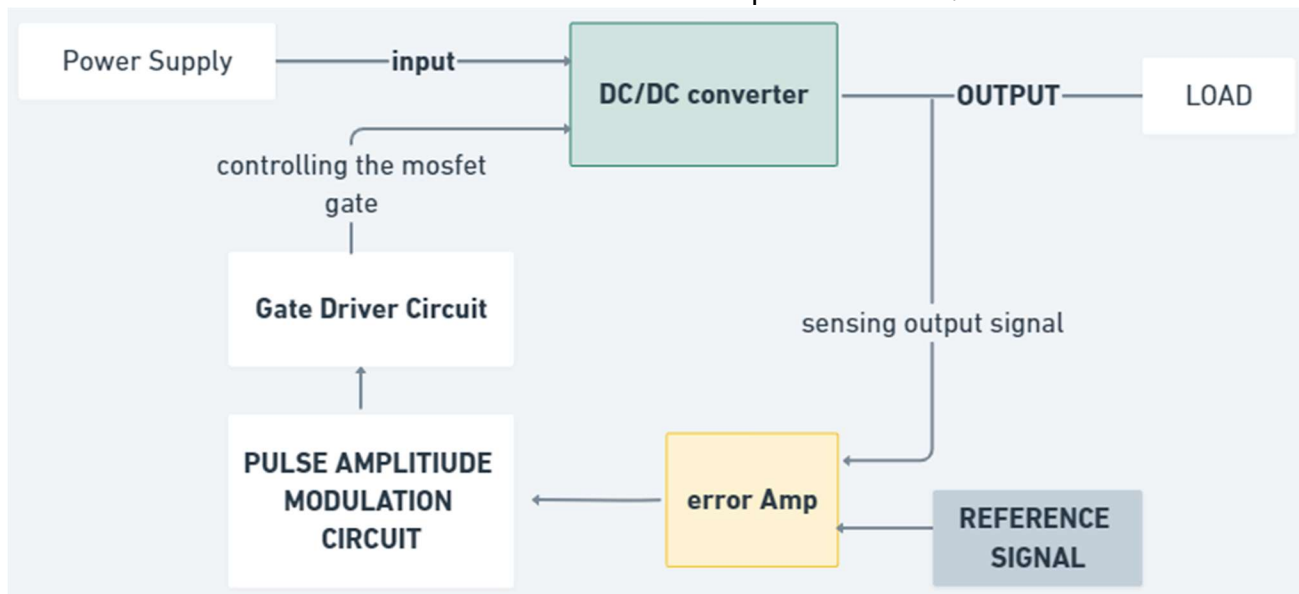 Power Supply
input
DC/DC converter
OUTPUT
LOAD
controlling the mosfet
gate
Gate Driver Circuit
sensing output signal
PULSE AMPLITIUDE
MODULATION
CIRCUIT
error Amp
REFERENCE
SIGNAL